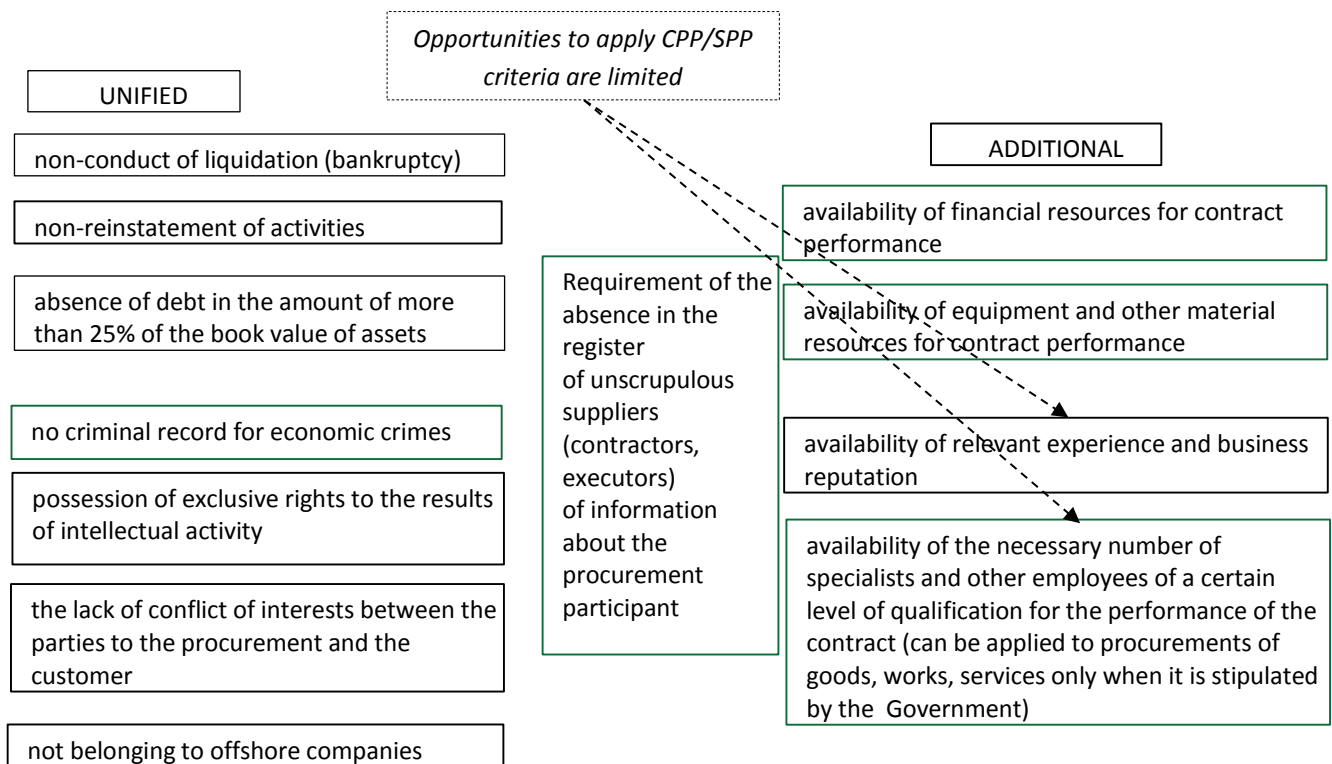 Opportunities to apply CPP/SPP
criteria are limited
UNIFIED
non-conduct of liquidation (bankruptcy)
non-reinstatement of activities
absence of debt in the amount of more
than 25% of the book value of assets
no criminal record for economic crimes
possession of exclusive rights to the results
of intellectual activity
the lack of conflict of interests between the
parties to the procurement and the
customer
not belonging to offshore companies
Requirement of the
absence in the
register
of unscrupulous
suppliers
(contractors,
executors)
of information
about the
procurement
participant
ADDITIONAL
availability of financial resources for contract
performance
availability of equipment and other material
resources for contract performance
availability of relevant experience and business
reputation
availability of the necessary number of
specialists and other employees of a certain
level of qualification for the performance of the
contract (can be applied to procurements of
goods, works, services only when it is stipulated
by the  Government)